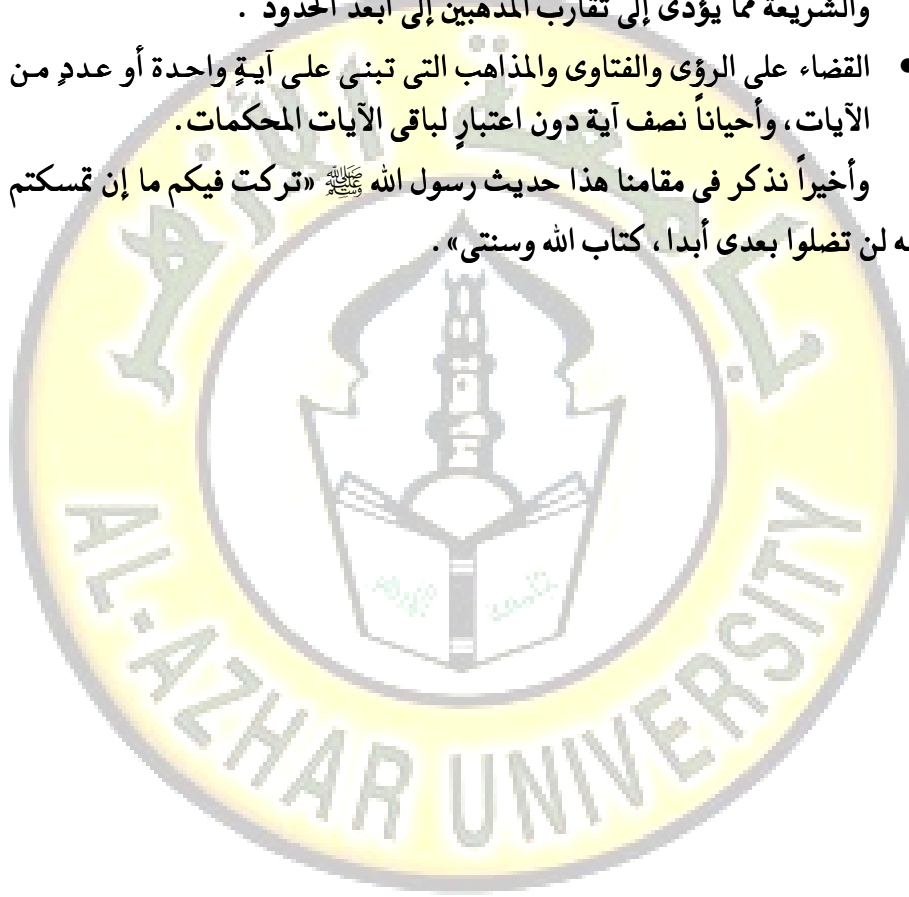 والشريعة مما يؤدى إلى تقارب المذهبين إلى أبعد الحدود .
• القضاء على الرؤى والفتاوى والمذاهب التى تبنى على آيةٍ واحدة أو عددٍ من
الآيات، وأحياناً نصف آية دون اعتبارٍ لباقى الآيات المحكمات.
وأخيراً نذكر فى مقامنا هذا حديث رسول الله ﷺ «تركت فيكم ما إن تمسكتم
به لن تضلوا بعدى أبدا، كتاب الله وسنتى».
جامعة الأزهر
AL-AZHAR UNIVERSITY